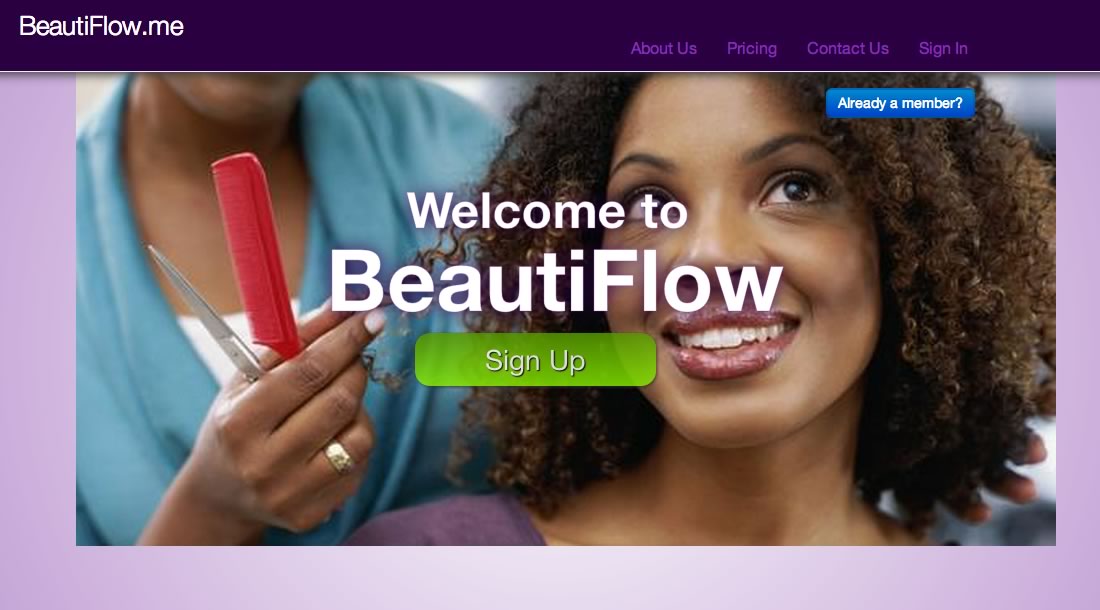 BeautiFlow.me
About Us Pricing Contact Us Sign In
Already a member?
Welcome to
BeautiFlow
Sign Up